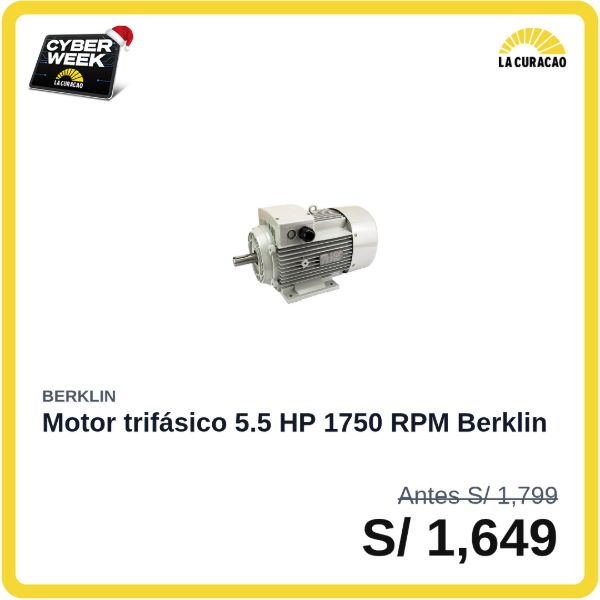 CYBER
WEEK
LA CURACAO
LA CURACAO
BERKLIN
Motor trifásico 5.5 HP 1750 RPM Berklin
Antes S/ 1,799
S/ 1,649